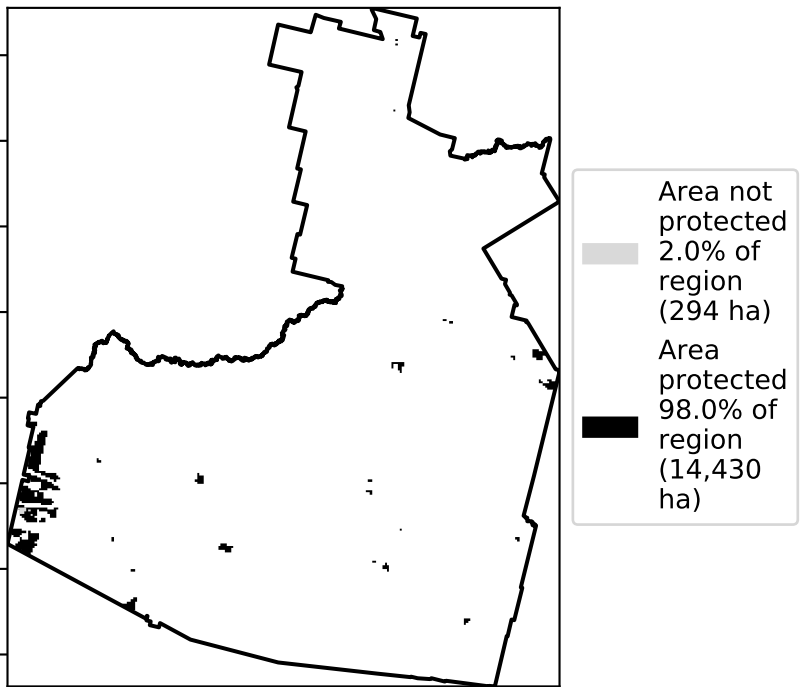 Area not
protected
2.0% of
region
(294 ha)
Area
protected
98.0% of
region
(14,430
ha)